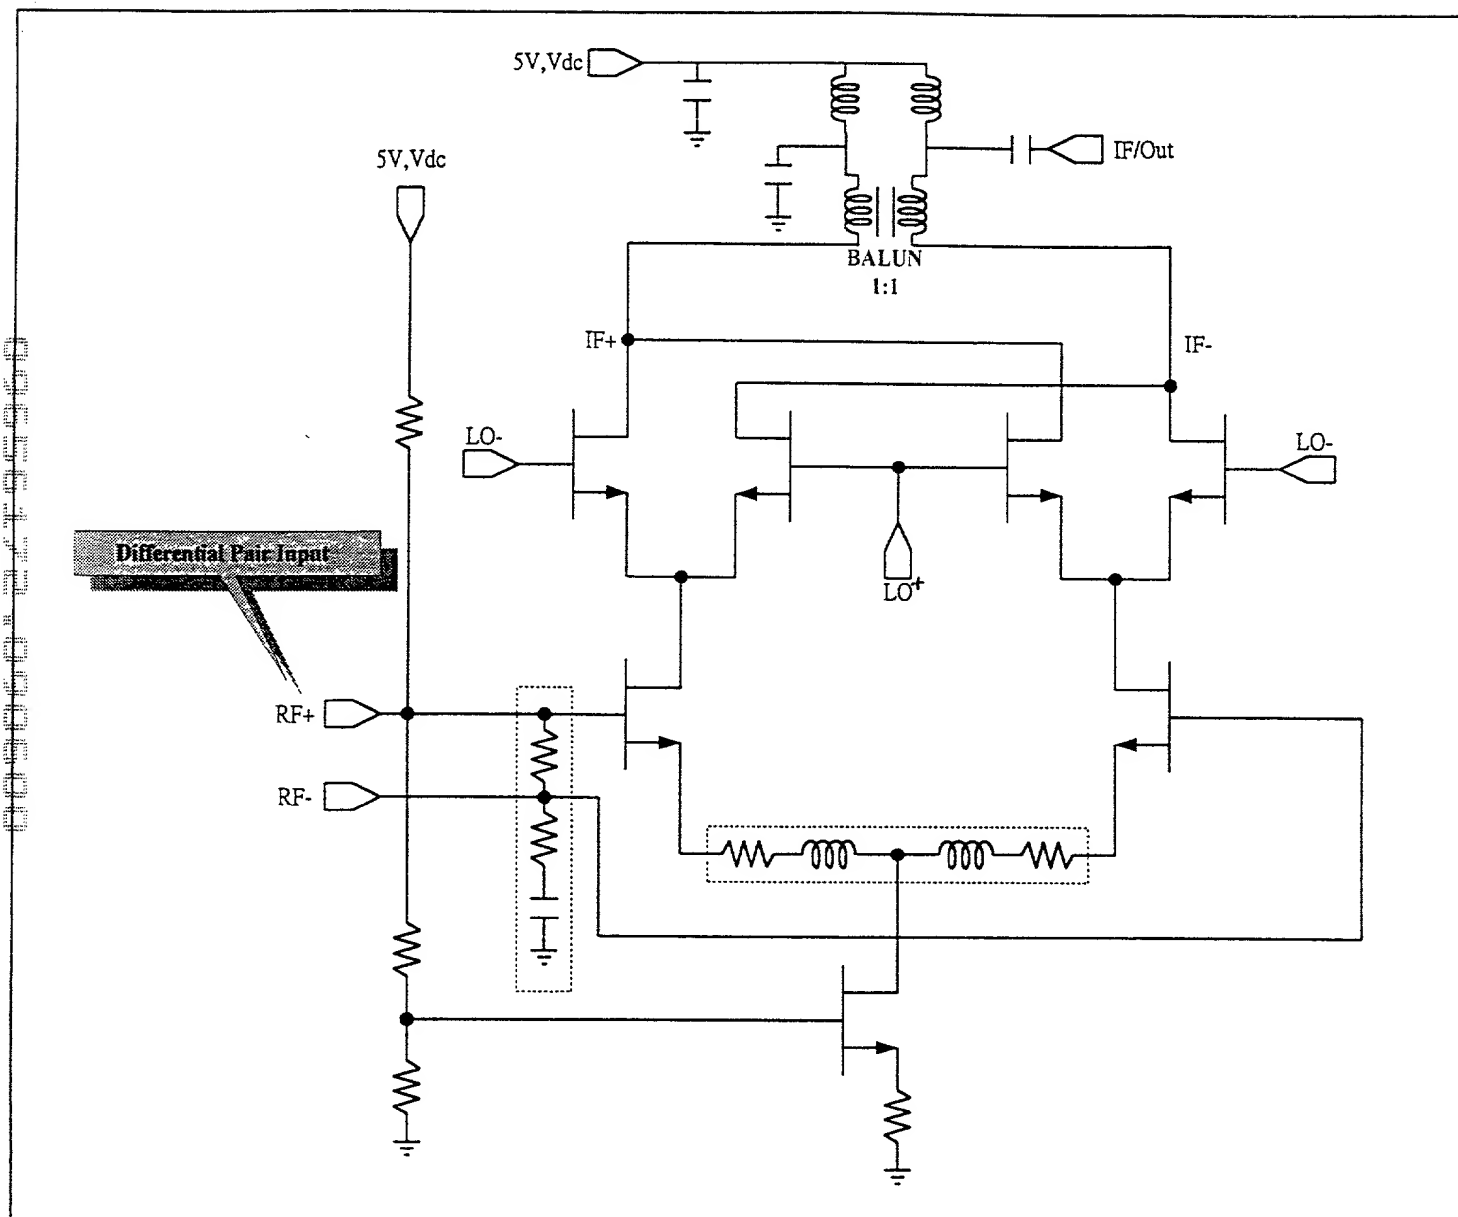 5V,Vdc
IF/Out
5V,Vdc
BALUN
1:1
IF+
IF-
LO-
LO-
Differential Pair Input
LO+
RF+
RF-